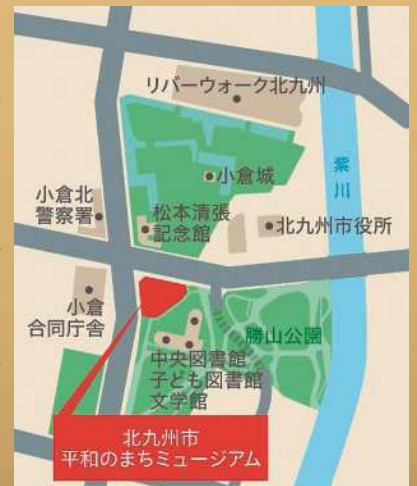 リバーウォーク北九州
小倉城
紫川
小倉北
警察署
松本清張
記念館
北九州市役所
小倉
合同庁舎
勝山公園
中央図書館
子ども図書館
文学館
北九州市
平和のまちミュージアム